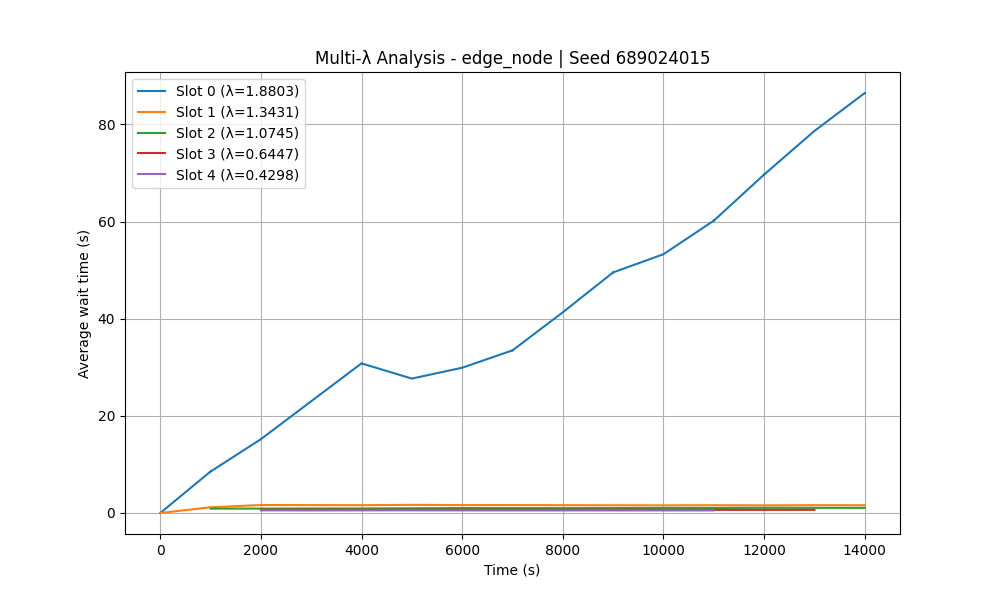 Multi-λ Analysis - edge_node | Seed 689024015
Slot 0 (λ=1.8803)
Slot 1 (λ=1.3431)
Slot 2 (λ=1.0745)
Slot 3 (λ=0.6447)
Slot 4 (λ=0.4298)
Average wait time (s)
80
60
40
20
0
0 2000 4000 6000 8000 10000 12000 14000
Time (s)